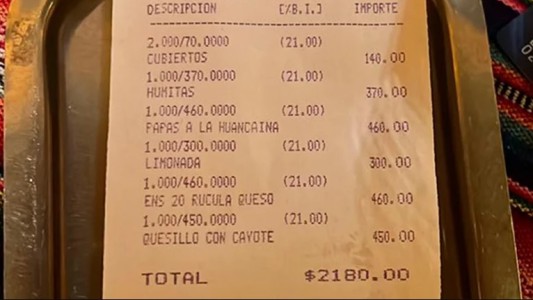 DESCRIPCION [/B.I.] IMPORTE
2.000/70.0000 (21.00)
CUBIERTOS 140.00
1.000/370.0000 (21.00)
HUMITAS 370.00
1.000/460.0000 (21.00)
PAPAS A LA HUANCAINA 460.00
1.000/300.0000 (21.00)
LIMONADA 300.00
1.000/460.0000 (21.00)
ENS 20 RUCULA QUESO 460.00
1.000/450.0000 (21.00)
QUESILLO CON CAYOTE 450.00
TOTAL $2180.00